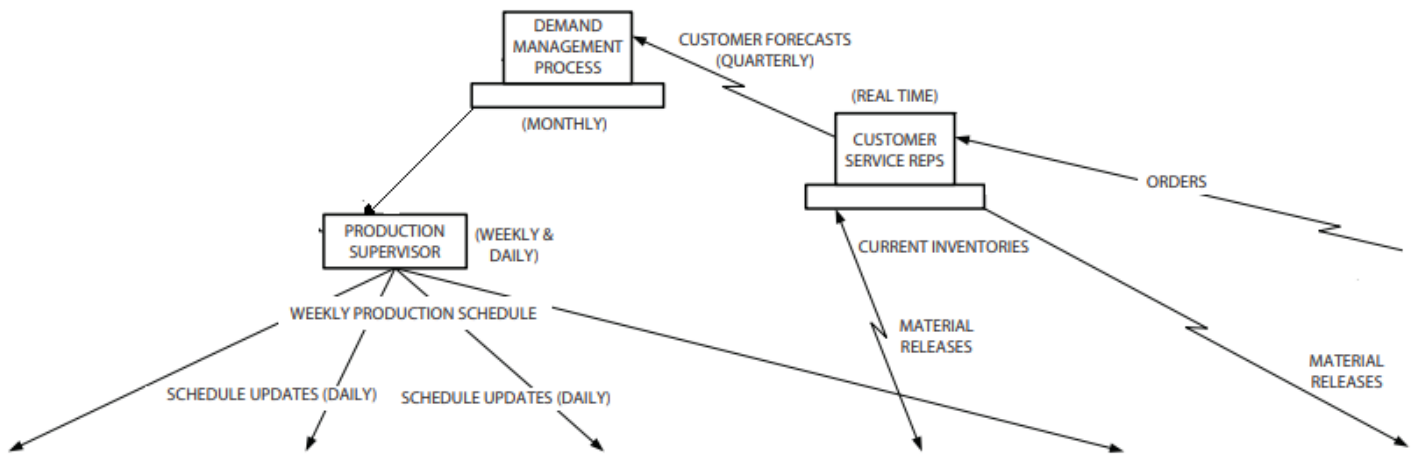 DEMAND
MANAGEMENT
PROCESS
(MONTHLY)
CUSTOMER FORECASTS
(QUARTERLY)
(REAL TIME)
CUSTOMER
SERVICE REPS
ORDERS
PRODUCTION
SUPERVISOR
(WEEKLY &
DAILY)
CURRENT INVENTORIES
WEEKLY PRODUCTION SCHEDULE
MATERIAL
RELEASES
MATERIAL
RELEASES
SCHEDULE UPDATES (DAILY)
SCHEDULE UPDATES (DAILY)